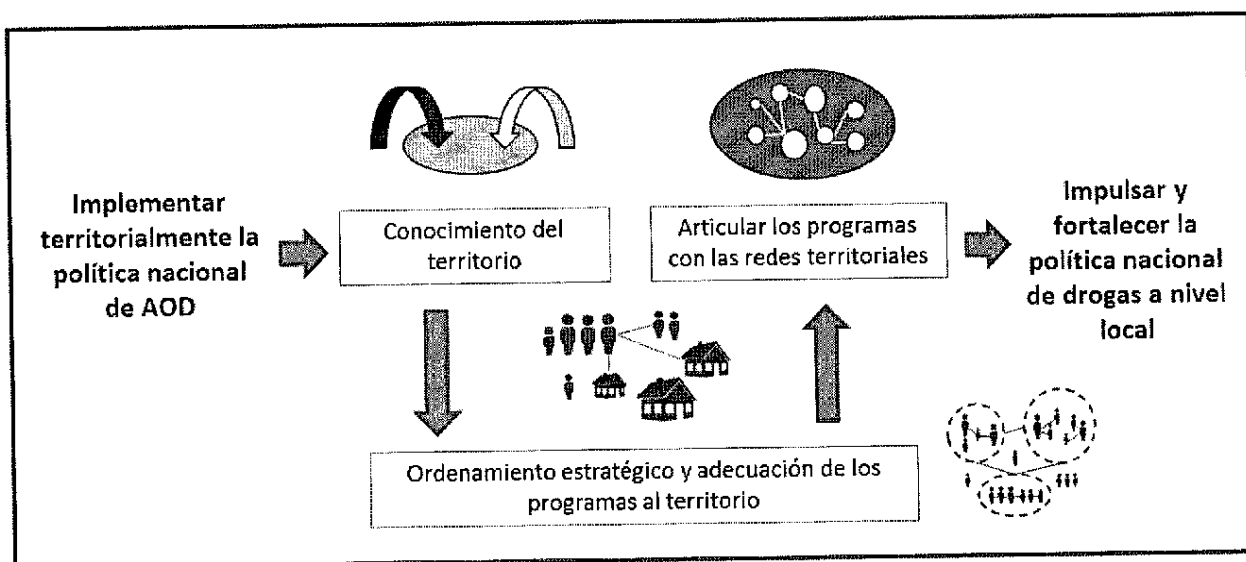 Implementar
territorialmente la
política nacional
de AOD
Conocimiento del
territorio
Articular los programas
con las redes territoriales
Impulsar y
fortalecer la
política nacional
de drogas a nivel
local
Ordenamiento estratégico y adecuación de los
programas al territorio